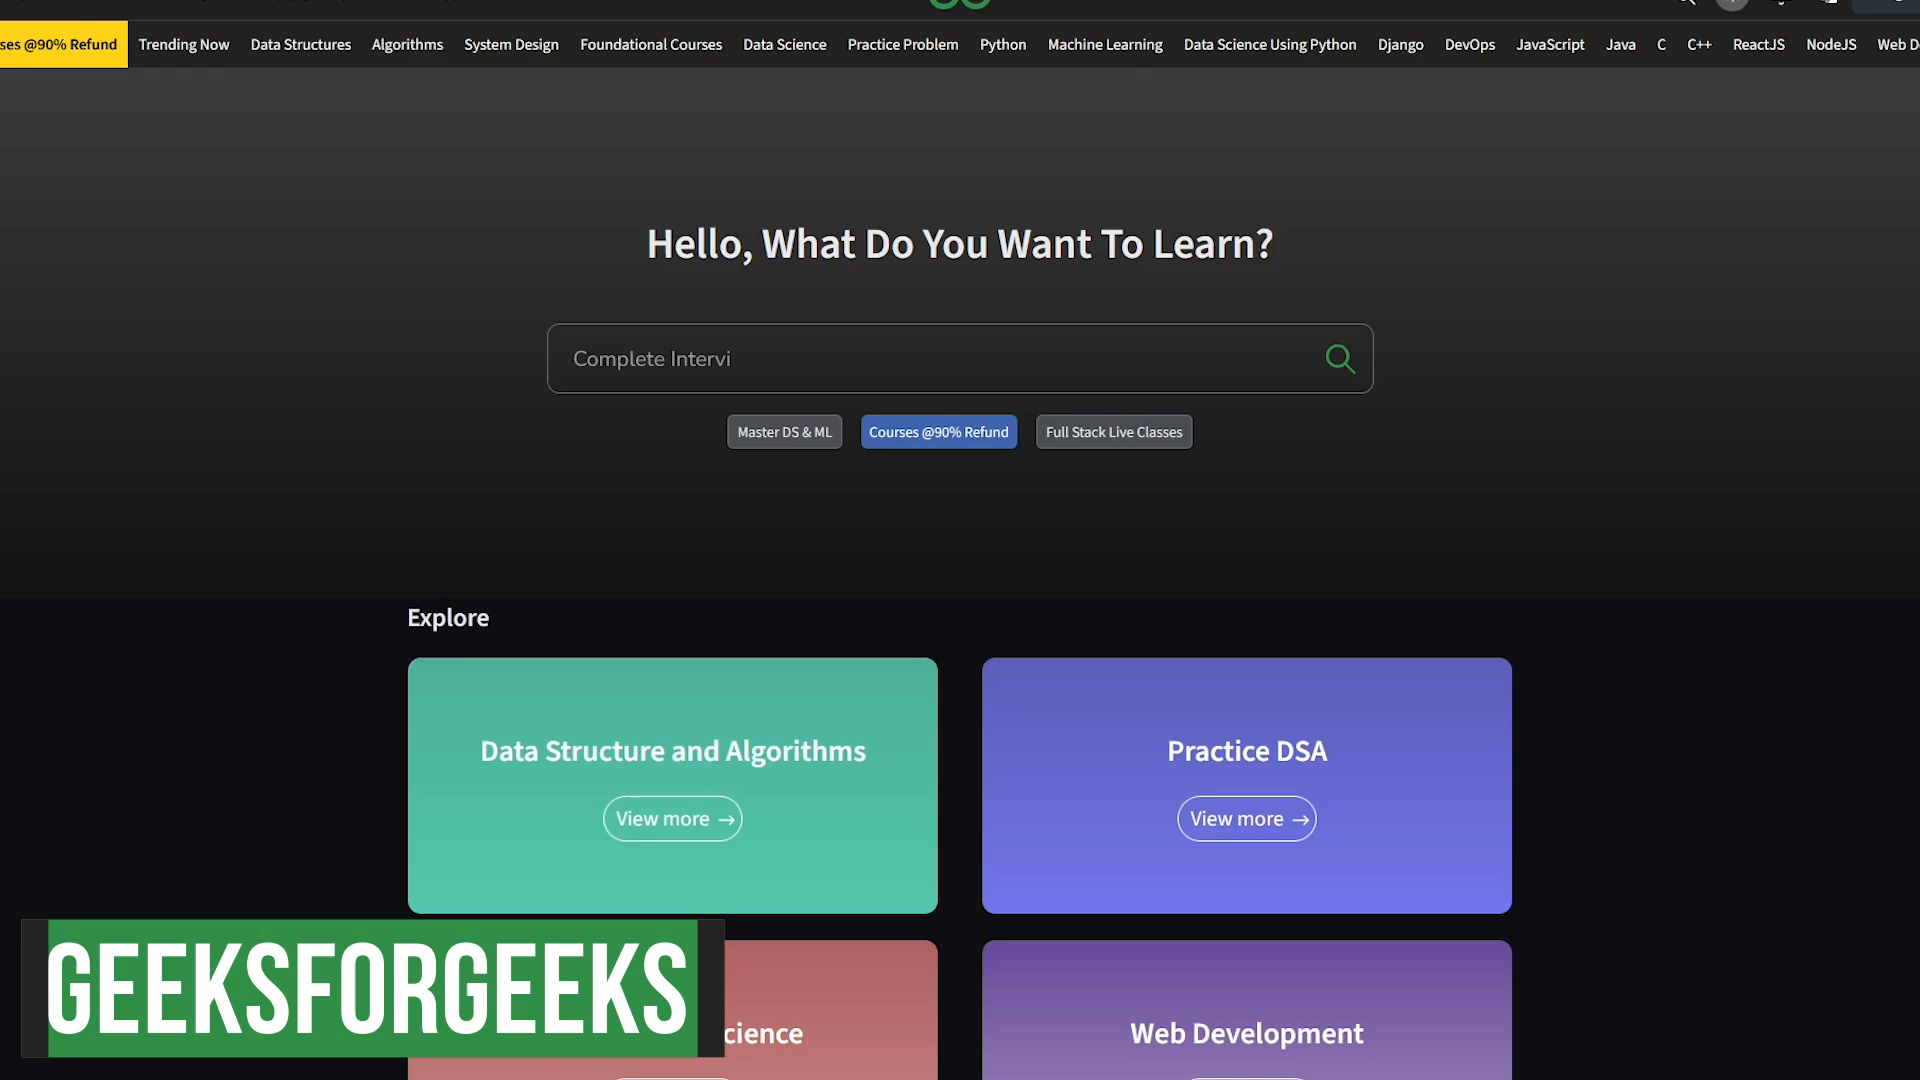 ses @90% Refund Trending Now Data Structures Algorithms System Design Foundational Courses Data Science Practice Problem Python Machine Learning Data Science Using Python Django DevOps JavaScript Java C C++ ReactJS NodeJS Web D
Hello, What Do You Want To Learn?
Complete Intervi
Master DS & ML Courses @90% Refund Full Stack Live Classes
Explore
Data Structure and Algorithms Practice DSA
View more → View more →
GEEKSFORGEEKS
cience Web Development